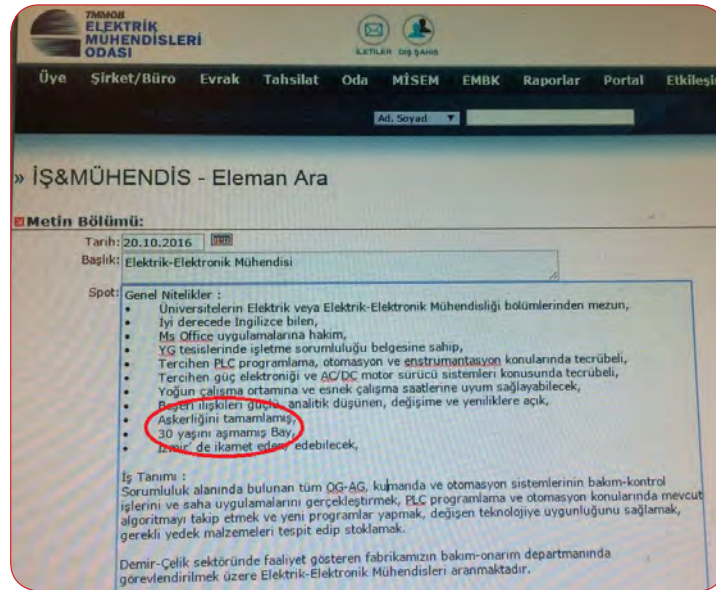 TMMOB
ELEKTRİK
MÜHENDİSLERİ
ODASI
İLETİLER DIŞ ŞAHIS
Üye Şirket/Büro Evrak Tahsilat Oda MİSEM EMBK Raporlar Portal Etkileşi
Ad, Soyad
» İŞ&MÜHENDİS - Eleman Ara
Metin Bölümü:
Tarih: 20.10.2016
Başlık: Elektrik-Elektronik Mühendisi
Spot: Genel Nitelikler :
• Üniversitelerin Elektrik veya Elektrik-Elektronik Mühendisliği bölümlerinden mezun,
• İyi derecede İngilizce bilen,
• Ms Office uygulamalarına hakim,
• YG tesislerinde işletme sorumluluğu belgesine sahip,
• Tercihen PLC programlama, otomasyon ve enstrumantasyon konularında tecrübeli,
• Tercihen güç elektroniği ve AC/DC motor sürücü sistemleri konusunda tecrübeli,
• Yoğun çalışma ortamına ve esnek çalışma saatlerine uyum sağlayabilecek,
• Beşeri ilişkileri güçlü, analitik düşünen, değişime ve yeniliklere açık,
• Askerliğini tamamlamış,
• 30 yaşını aşmamış Bay,
• İzmir' de ikamet eden/ edebilecek,
İş Tanımı :
Sorumluluk alanında bulunan tüm OG-AG, kumanda ve otomasyon sistemlerinin bakım-kontrol
işlerini ve saha uygulamalarını gerçekleştirmek, PLC programlama ve otomasyon konularında mevcut
algoritmayı takip etmek ve yeni programlar yapmak, değişen teknolojiye uygunluğunu sağlamak,
gerekli yedek malzemeleri tespit edip stoklamak.
Demir-Çelik sektöründe faaliyet gösteren fabrikamızın bakım-onarım departmanında
görevlendirilmek üzere Elektrik-Elektronik Mühendisleri aranmaktadır.